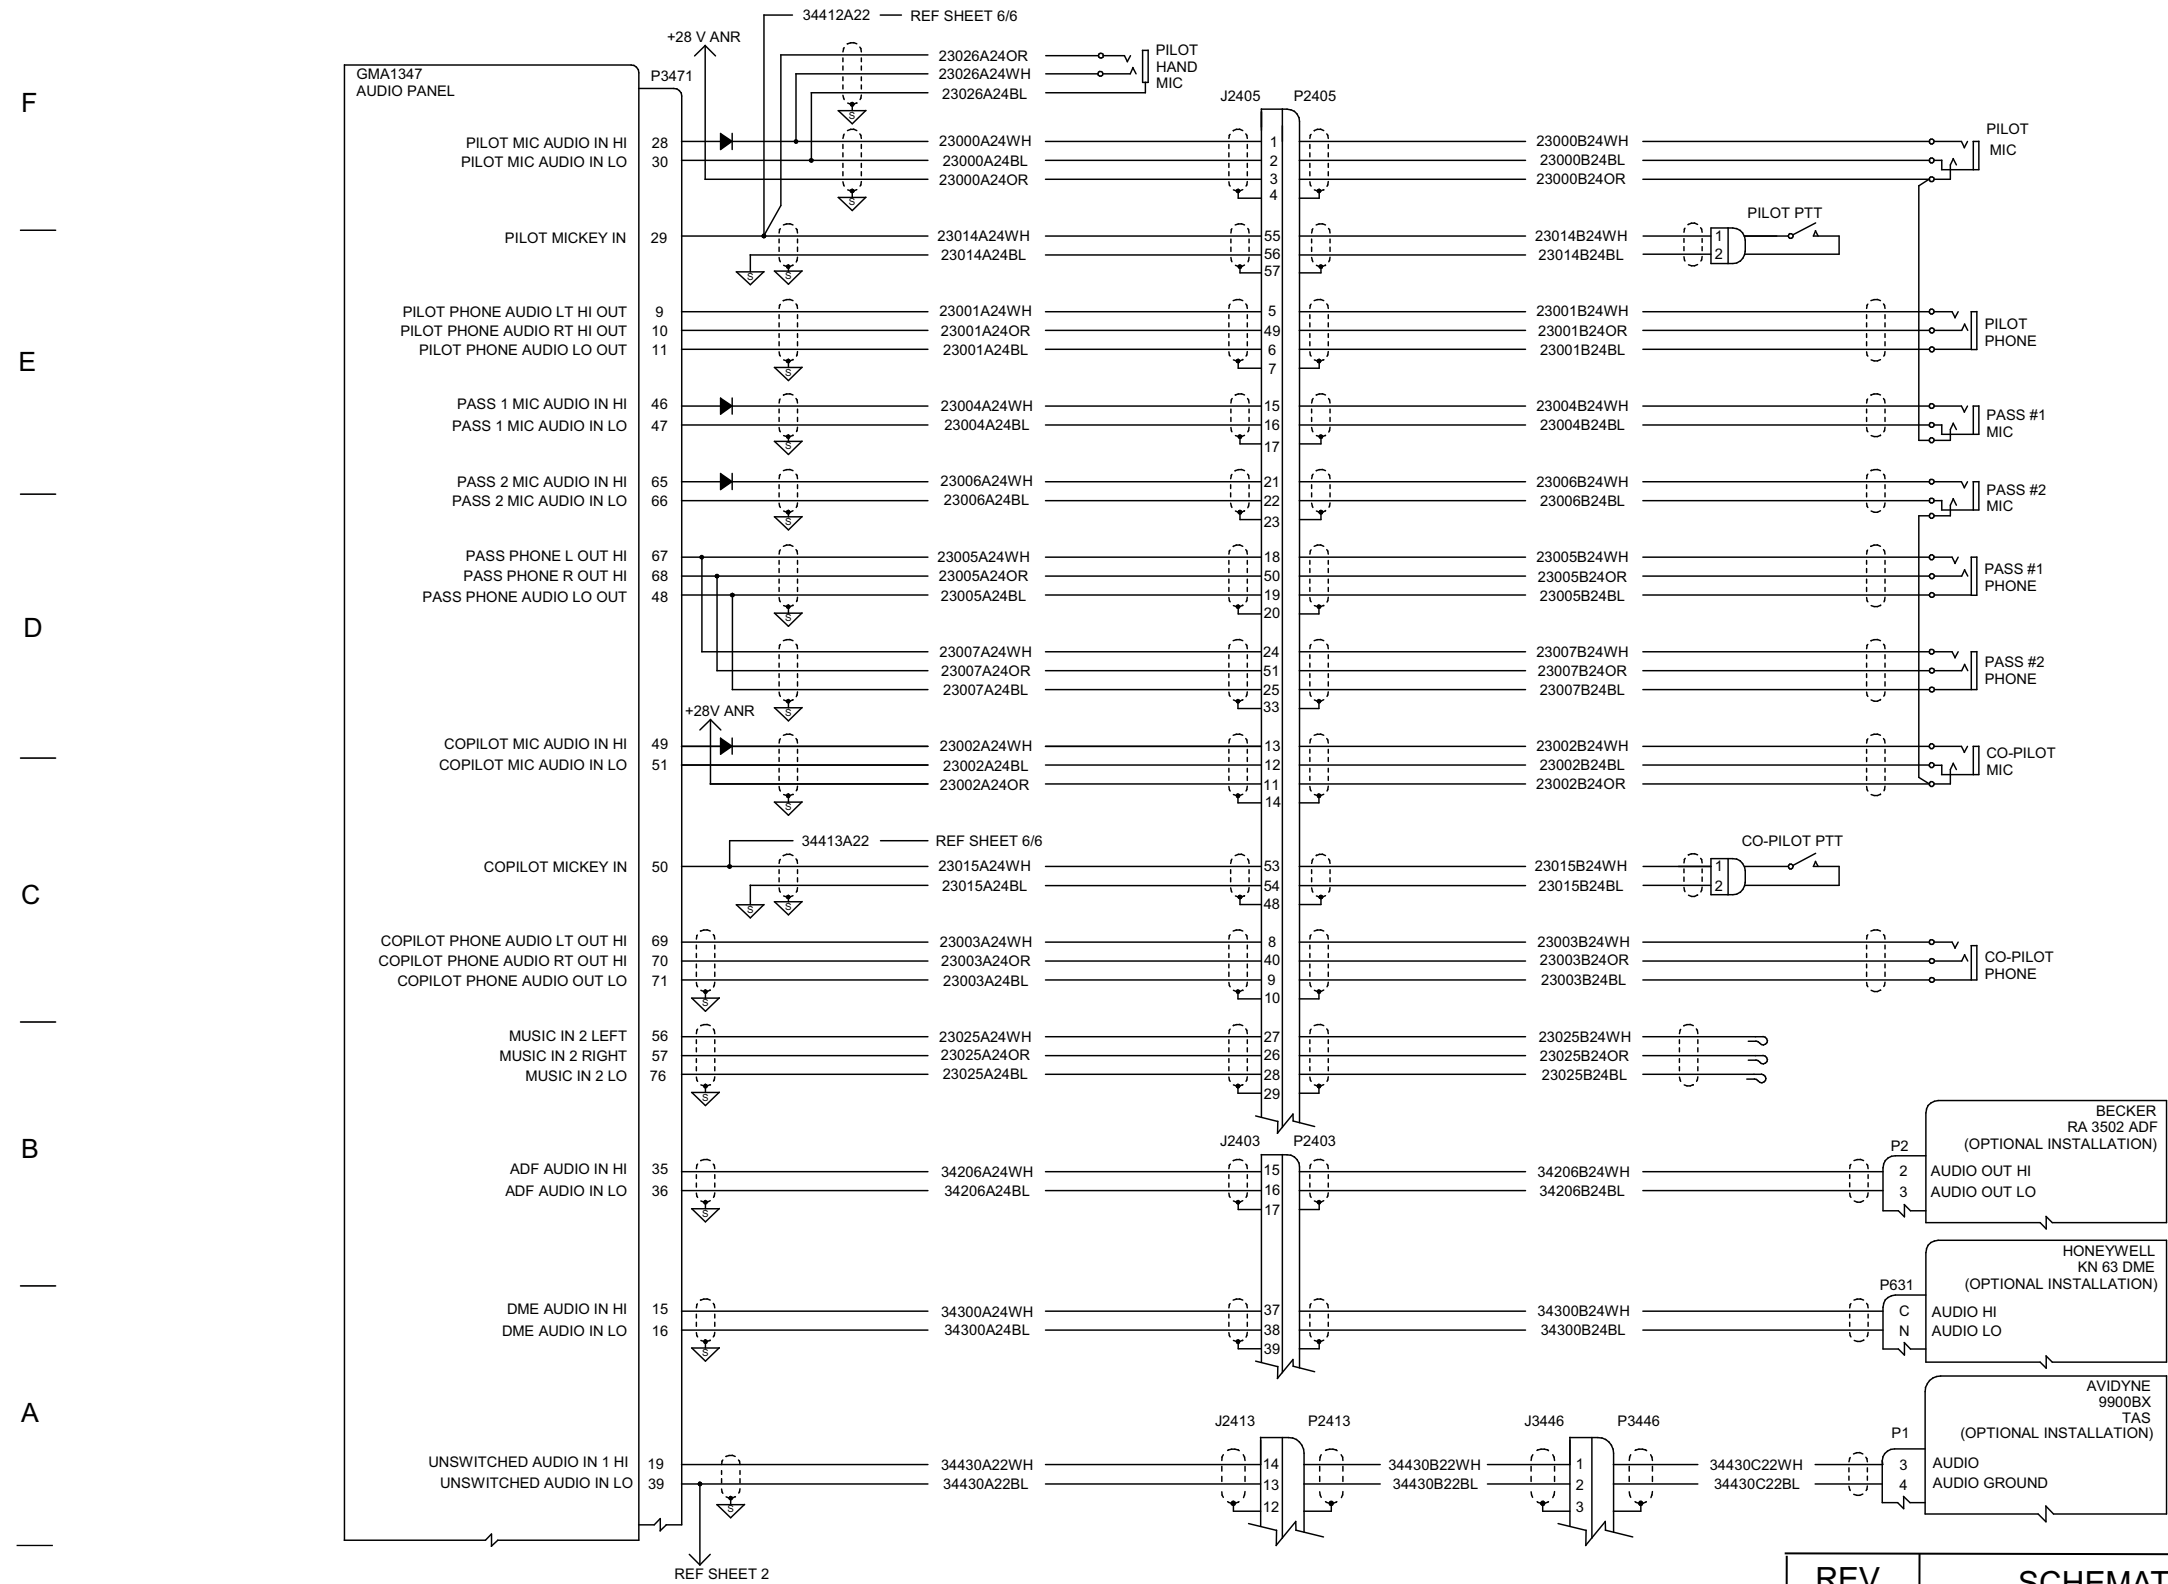 34412A22 REF SHEET 6/6
+28 V ANR
GMA1347
AUDIO PANEL
P3471
23026A24OR
23026A24WH
23026A24BL
PILOT
HAND
MIC
J2405 P2405
F
PILOT MIC AUDIO IN HI 28 23000A24WH 1 23000B24WH
PILOT MIC AUDIO IN LO 30 23000A24BL 2 23000B24BL
23000A24OR 3 23000B24OR
4
PILOT
MIC
S
S
PILOT PTT
PILOT MICKEY IN 29 23014A24WH 55 23014B24WH 1
23014A24BL 56 23014B24BL 2
S S 57
PILOT PHONE AUDIO LT HI OUT 9 23001A24WH 5 23001B24WH
PILOT PHONE AUDIO RT HI OUT 10 23001A24OR 49 23001B24OR
PILOT PHONE AUDIO LO OUT 11 23001A24BL 6 23001B24BL
S 7
PILOT
PHONE
E
PASS 1 MIC AUDIO IN HI 46 23004A24WH 15 23004B24WH
PASS 1 MIC AUDIO IN LO 47 23004A24BL 16 23004B24BL
S 17
PASS #1
MIC
PASS 2 MIC AUDIO IN HI 65 23006A24WH 21 23006B24WH
PASS 2 MIC AUDIO IN LO 66 23006A24BL 22 23006B24BL
S 23
PASS #2
MIC
PASS PHONE L OUT HI 67 23005A24WH 18 23005B24WH
PASS PHONE R OUT HI 68 23005A24OR 50 23005B24OR
PASS PHONE AUDIO LO OUT 48 23005A24BL 19 23005B24BL
S 20
PASS #1
PHONE
D
23007A24WH 24 23007B24WH
23007A24OR 51 23007B24OR
23007A24BL 25 23007B24BL
S 33
PASS #2
PHONE
+28V ANR
COPILOT MIC AUDIO IN HI 49 23002A24WH 13 23002B24WH
COPILOT MIC AUDIO IN LO 51 23002A24BL 12 23002B24BL
23002A24OR 11 23002B24OR
S 14
CO-PILOT
MIC
34413A22 REF SHEET 6/6
CO-PILOT PTT
COPILOT MICKEY IN 50 23015A24WH 53 23015B24WH 1
23015A24BL 54 23015B24BL 2
S S 48
C
COPILOT PHONE AUDIO LT OUT HI 69 23003A24WH 8 23003B24WH
COPILOT PHONE AUDIO RT OUT HI 70 23003A24OR 40 23003B24OR
COPILOT PHONE AUDIO OUT LO 71 23003A24BL 9 23003B24BL
S 10
CO-PILOT
PHONE
MUSIC IN 2 LEFT 56 23025A24WH 27 23025B24WH
MUSIC IN 2 RIGHT 57 23025A24OR 26 23025B24OR
MUSIC IN 2 LO 76 23025A24BL 28 23025B24BL
S 29
J2403 P2403
B
BECKER
RA 3502 ADF
(OPTIONAL INSTALLATION)
P2
ADF AUDIO IN HI 35 34206A24WH 15 34206B24WH 2 AUDIO OUT HI
ADF AUDIO IN LO 36 34206A24BL 16 34206B24BL 3 AUDIO OUT LO
S 17
HONEYWELL
KN 63 DME
(OPTIONAL INSTALLATION)
P631
DME AUDIO IN HI 15 34300A24WH 37 34300B24WH C AUDIO HI
DME AUDIO IN LO 16 34300A24BL 38 34300B24BL N AUDIO LO
S 39
A
AVIDYNE
9900BX
TAS
(OPTIONAL INSTALLATION)
J2413 P2413 J3446 P3446 P1
UNSWITCHED AUDIO IN 1 HI 19 34430A22WH 14 34430B22WH 1 34430C22WH 3 AUDIO
UNSWITCHED AUDIO IN LO 39 34430A22BL 13 34430B22BL 2 34430C22BL 4 AUDIO GROUND
S 12 3
REF SHEET 2
REV SCHEMAT